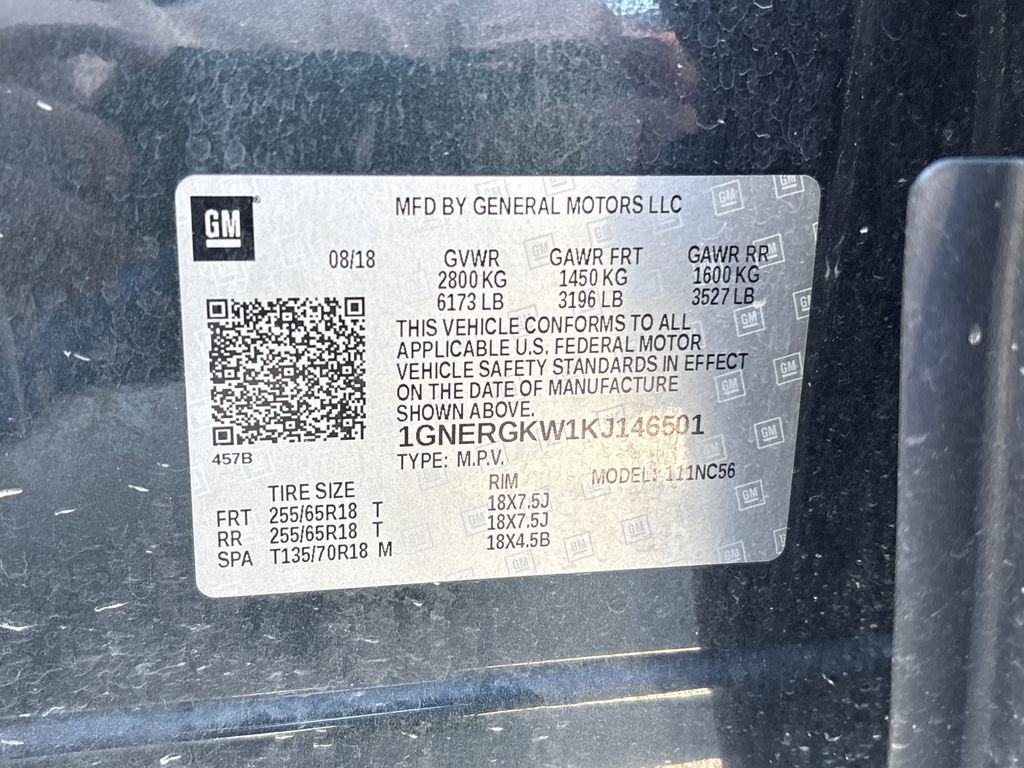 GM
MFD BY GENERAL MOTORS LLC
08/18 GVWR GAWR FRT GAWR RR
2800 KG 1450 KG 1600 KG
6173 LB 3196 LB 3527 LB
THIS VEHICLE CONFORMS TO ALL
APPLICABLE U.S. FEDERAL MOTOR
VEHICLE SAFETY STANDARDS IN EFFECT
ON THE DATE OF MANUFACTURE
SHOWN ABOVE.
1GNERGKW1KJ146501
457B
TYPE: M.P.V. MODEL: 111NC56
TIRE SIZE RIM
FRT 255/65R18 T 18X7.5J
RR 255/65R18 T 18X7.5J
SPA T135/70R18 M 18X4.5B